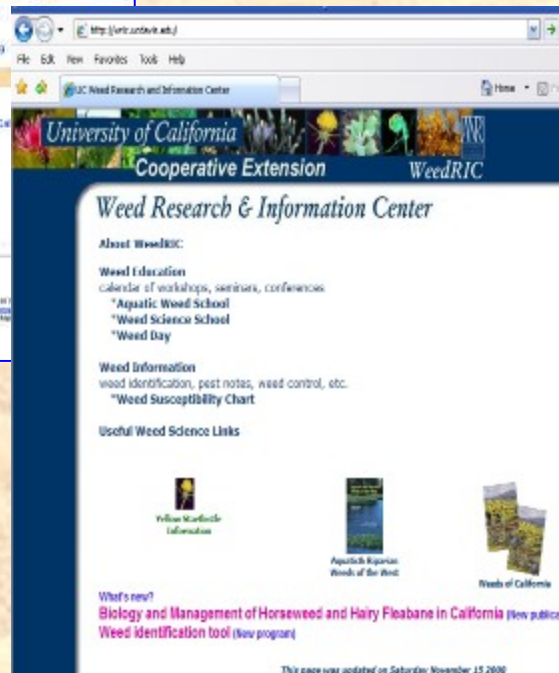 http://wric.ucdavis.edu/
File Edit View Favorites Tools Help
UC Weed Research and Information Center
Home
University of California
Cooperative Extension WeedRIC
Weed Research & Information Center
About WeedRIC
Weed Education
calendar of workshops, seminars, conferences
*Aquatic Weed School
*Weed Science School
*Weed Day
Weed Information
weed identification, pest notes, weed control, etc.
*Weed Susceptibility Chart
Useful Weed Science Links
Yellow Starthistle
Information
Aquatic & Riparian
Weeds of the West
Weeds of California
What's new?
Biology and Management of Horseweed and Hairy Fleabane in California (New publica
Weed identification tool (New program)
This page was updated on Saturday November 15 2008